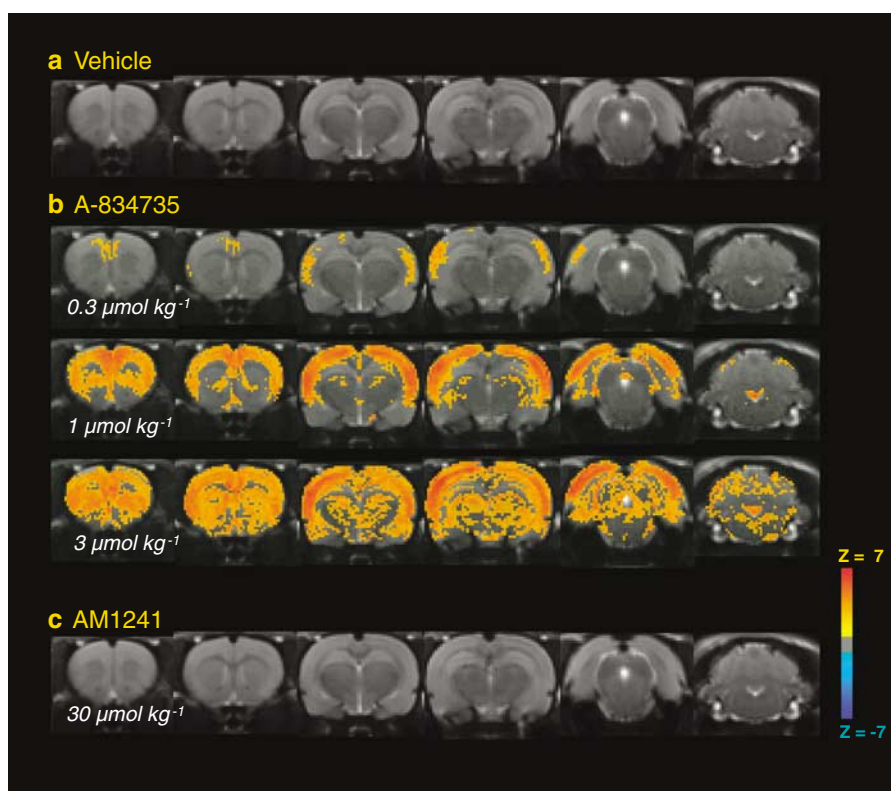 a Vehicle
b A-834735
0.3 µmol kg-1
1 µmol kg-1
3 µmol kg-1
Z = 7
c AM1241
30 µmol kg-1
Z = -7